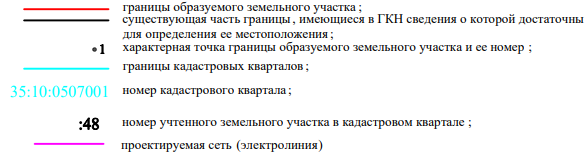 границы образуемого земельного участка ;
существующая часть границы, имеющиеся в ГКН сведения о которой достаточны
для определения ее местоположения ;
•1 характерная точка границы образуемого земельного участка и ее номер ;
границы кадастровых кварталов ;
35:10:0507001 номер кадастрового квартала ;
:48 номер учтенного земельного участка в кадастровом квартале ;
проектируемая сеть (электролиния)